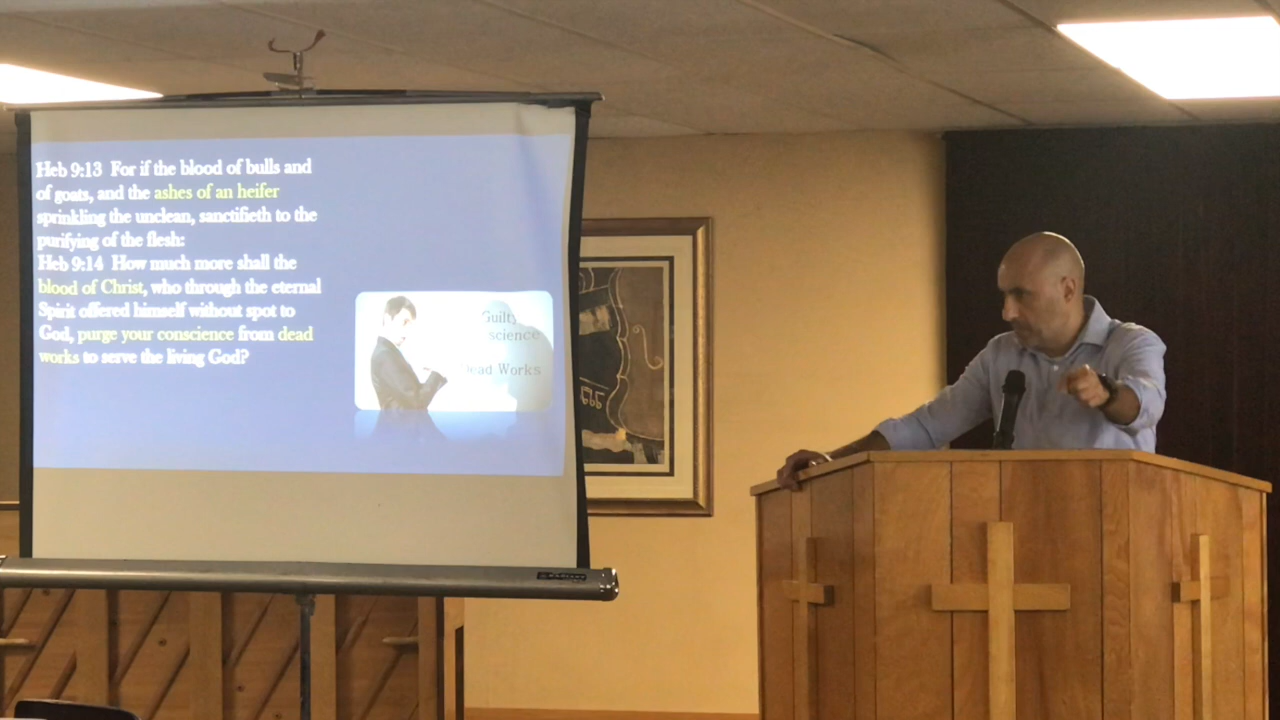 Heb 9:13 For if the blood of bulls and
of goats, and the ashes of an heifer
sprinkling the unclean, sanctifieth to the
purifying of the flesh:
Heb 9:14 How much more shall the
blood of Christ, who through the eternal
Spirit offered himself without spot to
God, purge your conscience from dead
works to serve the living God?
Guilty
science
Dead Works